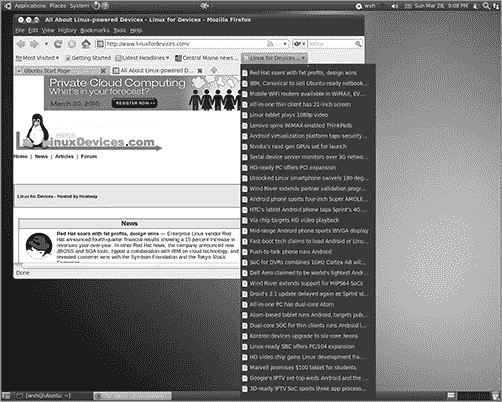 Applications Places System
wvh
Sun Mar 28, 9:08 PM
All About Linux-powered Devices - Linux for Devices - Mozilla Firefox
File Edit View History Bookmarks Tools Help
http://www.linuxfordevices.com/
Most Visited Getting Started Latest Headlines Central Maine news... Linux for Devices...
Ubuntu Start Page
All About Linux-powered D...
Private Cloud Computing
What's in your forecast?
March 30, 2010
REGISTER NOW
LinuxDevices.com
Home | News | Articles | Forum
Linux for Devices - Hosted by Hostway
News
Red Hat soars with fat profits, design wins — Enterprise Linux vendor Red
Hat announced fourth-quarter financial results showing a 15 percent increase in
revenues year-over year. In other Red Hat news, the company announced new
JBOSS and SOA tools, tipped a collaboration with IBM on cloud technology, and
revealed customer wins with the Symbian Foundation and the Tokyo Stock
Done
Red Hat soars with fat profits, design wins
IBM, Canonical to sell Ubuntu-ready netbook...
Mobile WiFi routers available in WiMAX, EV...
All-in-one thin client has 21-inch screen
Linux tablet plays 1080p video
Lenovo spins WiMAX-enabled ThinkPads
Android virtualization platform taps security...
Nvidia's next-gen GPUs set for launch
Serial device server monitors over 3G netwo...
HD-ready PC offers PCI expansion
Unlocked Linux smartphone swivels 180 deg...
Wind River extends partner validation progr...
Android phone sports four-inch Super AMOLE...
HTC's latest Android phone taps Sprint's 4G...
Via chip targets HD video playback
Mid-range Android phone sports WVGA display
Fast-boot tech claims to load Android or Linu...
Push-to-talk phone runs Android
SoC for DVRs combines 1GHz Cortex-A8 wit...
Dell Aero claimed to be world's lightest Andr...
Wind River extends support for MIPS64 SoCs
Droid's 2.1 update delayed again as Sprint st...
All-in-one PC has dual-core Atom
Atom-based tablet runs Android, targets pub...
Dual-core SOC for thin clients runs Android l...
Kontron devices upgrade to six-core Xeons
Linux-ready SBC offers PC/104 expansion
HD video chip gains Linux development fra...
Marvell promises $100 tablet for students
Google's IPTV set-top weds Android and the...
3D-ready IPTV SoC sports three app process...
[wvh@ubuntu: ~]